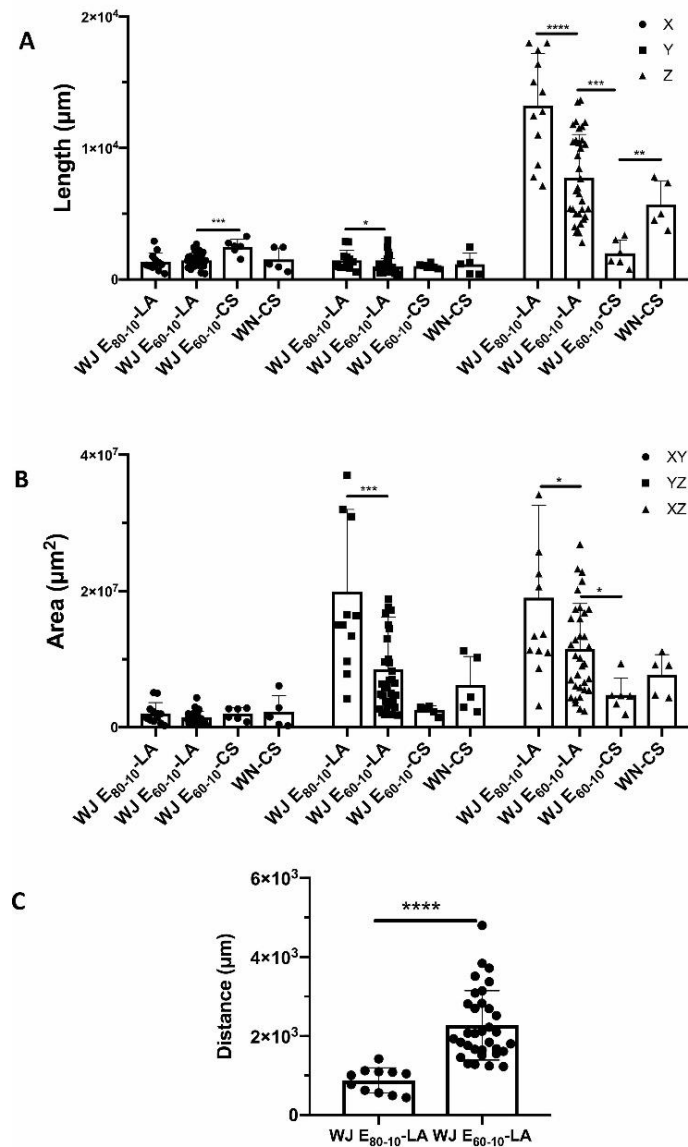 A
2×10⁴
1×10⁴
0
Length (µm)
X
Y
Z
***
*
****
***
**
WJ E₈₀₋₁₀-LA
WJ E₆₀₋₁₀-LA
WJ E₆₀₋₁₀-CS
WN-CS
WJ E₈₀₋₁₀-LA
WJ E₆₀₋₁₀-LA
WJ E₆₀₋₁₀-CS
WN-CS
WJ E₈₀₋₁₀-LA
WJ E₆₀₋₁₀-LA
WJ E₆₀₋₁₀-CS
WN-CS
B
4×10⁷
2×10⁷
0
Area (µm²)
XY
YZ
XZ
***
*
*
WJ E₈₀₋₁₀-LA
WJ E₆₀₋₁₀-LA
WJ E₆₀₋₁₀-CS
WN-CS
WJ E₈₀₋₁₀-LA
WJ E₆₀₋₁₀-LA
WJ E₆₀₋₁₀-CS
WN-CS
WJ E₈₀₋₁₀-LA
WJ E₆₀₋₁₀-LA
WJ E₆₀₋₁₀-CS
WN-CS
C
6×10³
4×10³
2×10³
0
Distance (µm)
****
WJ E₈₀₋₁₀-LA WJ E₆₀₋₁₀-LA